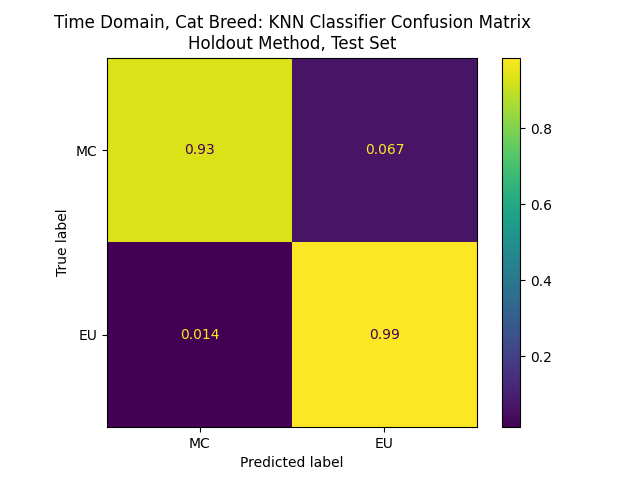 Time Domain, Cat Breed: KNN Classifier Confusion Matrix
Holdout Method, Test Set
MC
0.93
0.067
EU
0.014
0.99
MC
EU
True label
Predicted label
0.8
0.6
0.4
0.2